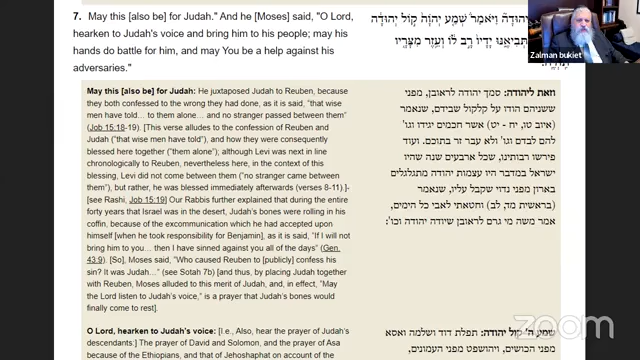 7. May this [also be] for Judah." And he [Moses] said, "O Lord,
hearken to Judah's voice and bring him to his people; may his
hands do battle for him, and may You be a help against his
adversaries."
May this [also be] for Judah: He juxtaposed Judah to Reuben, because
they both confessed to the wrong they had done, as it is said, "that wise
men have told… to them alone… and no stranger passed between them"
(Job 15:18-19). [This verse alludes to the confession of Reuben and
Judah ("that wise men have told"), and how they were consequently
blessed here together ("them alone"); although Levi was next in line
chronologically to Reuben, nevertheless here, in the context of this
blessing, Levi did not come between them ("no stranger came between
them"), but rather, he was blessed immediately afterwards (verses 8-11).]-
[see Rashi, Job 15:19] Our Rabbis further explained that during the entire
forty years that Israel was in the desert, Judah's bones were rolling in his
coffin, because of the excommunication which he had accepted upon
himself [when he took responsibility for Benjamin], as it is said, "If I will not
bring him to you… then I have sinned against you all of the days" (Gen.
43:9). [So], Moses said, "Who caused Reuben to [publicly] confess his
sin? It was Judah…" (see Sotah 7b) [and thus, by placing Judah together
with Reuben, Moses alluded to this merit of Judah, and, in effect, "May
the Lord listen to Judah's voice," is a prayer that Judah's bones would
finally come to rest].
O Lord, hearken to Judah's voice: [I.e., Also, hear the prayer of Judah's
descendants:] The prayer of David and Solomon, and the prayer of Asa
because of the Ethiopians, and that of Jehoshaphat on account of the
יְהוּדָה֮ וַיֹּאמַר֒ שְׁמַ֤ע יְהֹוָה֙ ק֣וֹל יְהוּדָ֔ה
תְּבִיאֶ֑נּוּ יָדָיו֙ רָ֣ב ל֔וֹ וְעֵ֥זֶר מִצָּרָ֖יו
וזאת ליהודה: סמך יהודה לראובן, מפני
ששניהם הודו על קלקול שבידם, שנאמר
(איוב טו, יח - יט) אשר חכמים יגידו וגו'
להם לבדם וגו' ולא עבר זר בתוכם. ועוד
פירשו רבותינו, שכל ארבעים שנה שהיו
ישראל במדבר היו עצמות יהודה מתגלגלים
בארון מפני נדוי שקבל עליו, שנאמר
(בראשית מג, לב) וחטאתי לאבי כל הימים,
אמר משה מי גרם לראובן שיודה יהודה וכו':
שמע ה' קול יהודה: תפלת דוד ושלמה ואסא
מפני הכושים, ויהושפט מפני העמונים,
Zalman bukiet
zoom